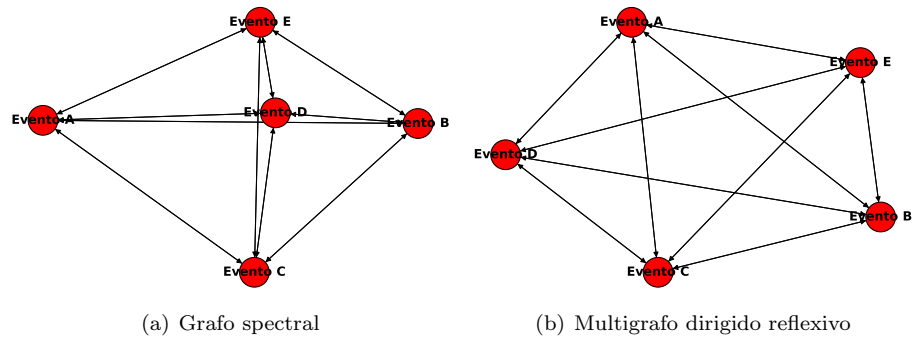 Evento E
Evento D
Evento A
Evento B
Evento C
(a) Grafo spectral
Evento A
Evento E
Evento D
Evento B
Evento C
(b) Multigrafo dirigido reflexivo